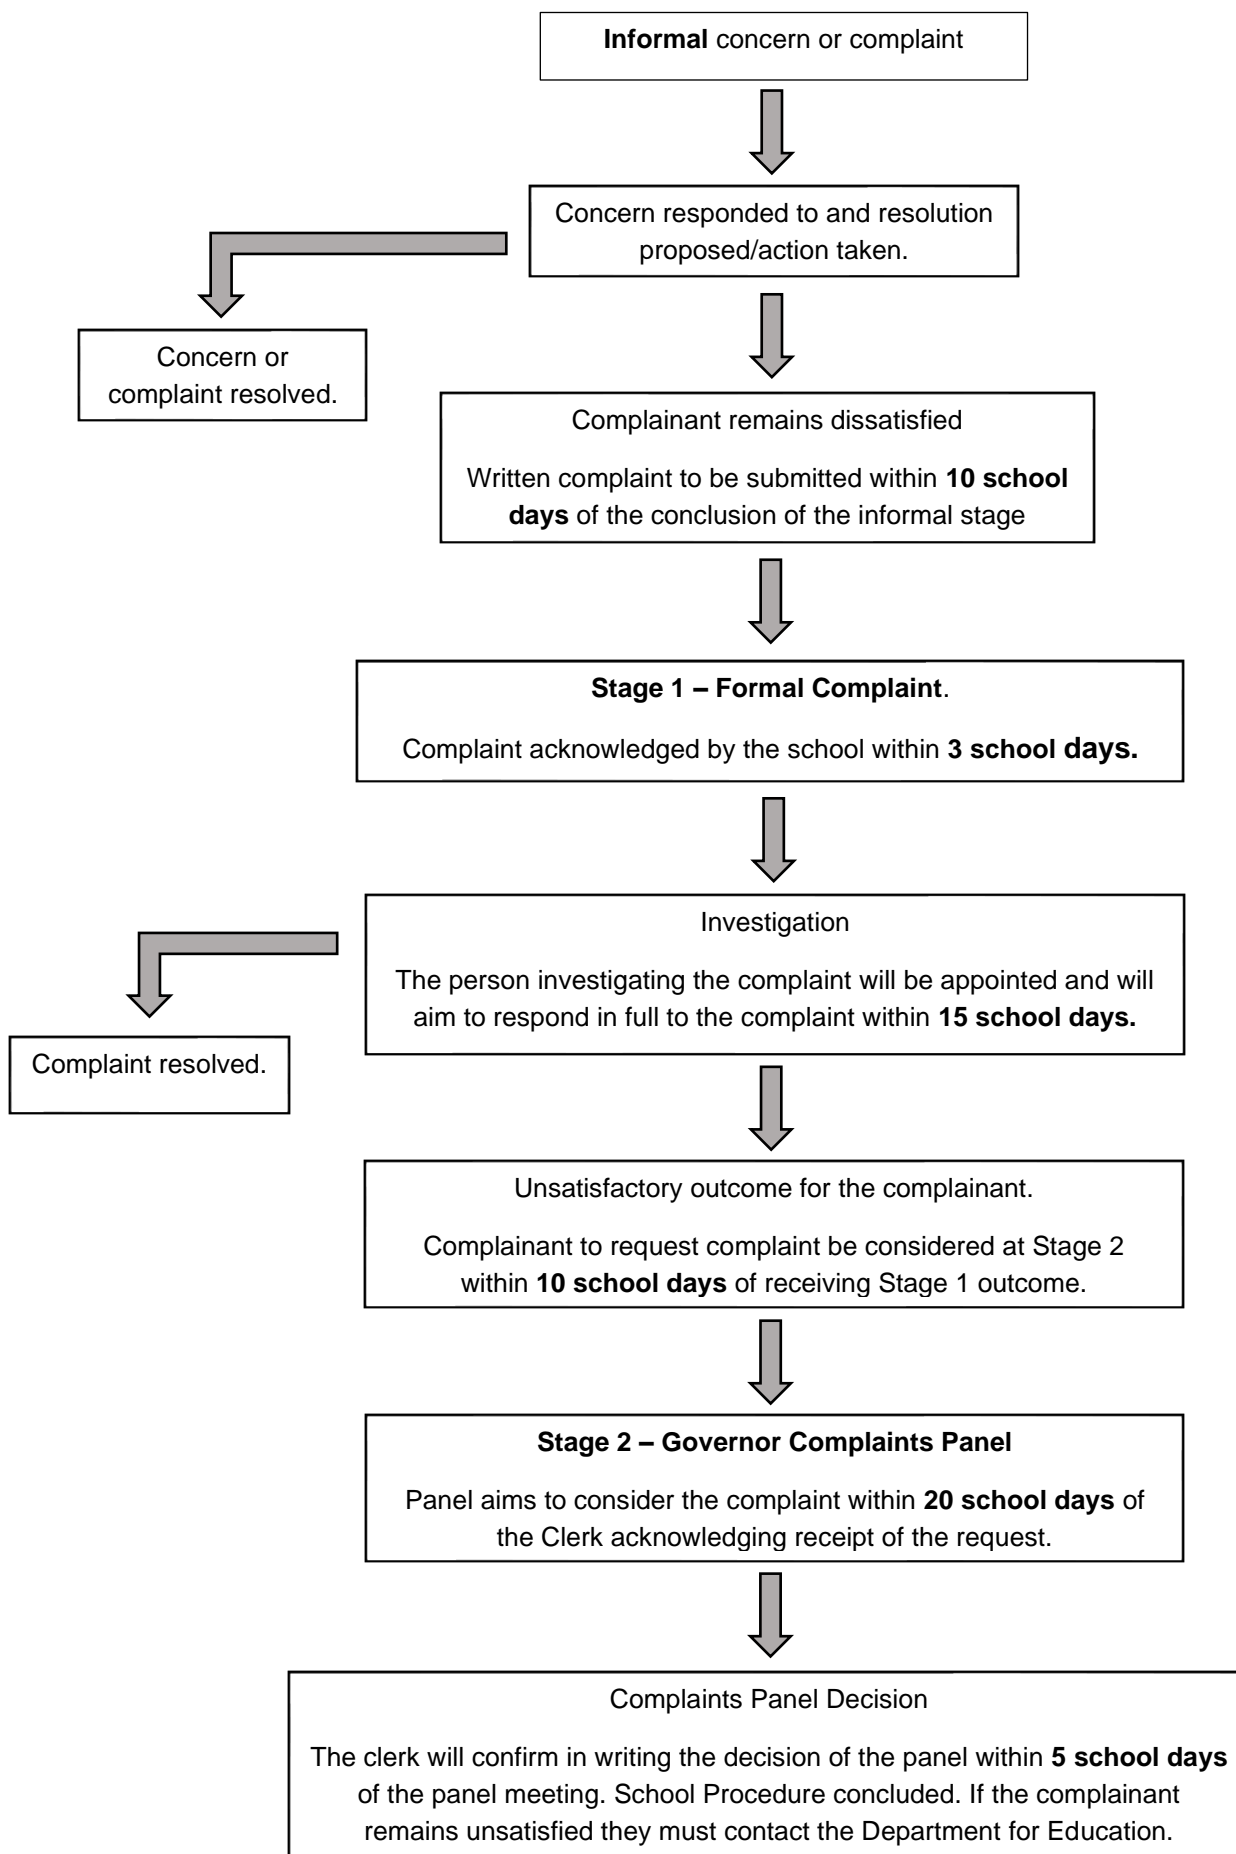 Informal concern or complaint
Concern responded to and resolution
proposed/action taken.
Concern or
complaint resolved.
Complainant remains dissatisfied
Written complaint to be submitted within 10 school
days of the conclusion of the informal stage
Stage 1 – Formal Complaint.
Complaint acknowledged by the school within 3 school days.
Investigation
The person investigating the complaint will be appointed and will
aim to respond in full to the complaint within 15 school days.
Complaint resolved.
Unsatisfactory outcome for the complainant.
Complainant to request complaint be considered at Stage 2
within 10 school days of receiving Stage 1 outcome.
Stage 2 – Governor Complaints Panel
Panel aims to consider the complaint within 20 school days of
the Clerk acknowledging receipt of the request.
Complaints Panel Decision
The clerk will confirm in writing the decision of the panel within 5 school days
of the panel meeting. School Procedure concluded. If the complainant
remains unsatisfied they must contact the Department for Education.